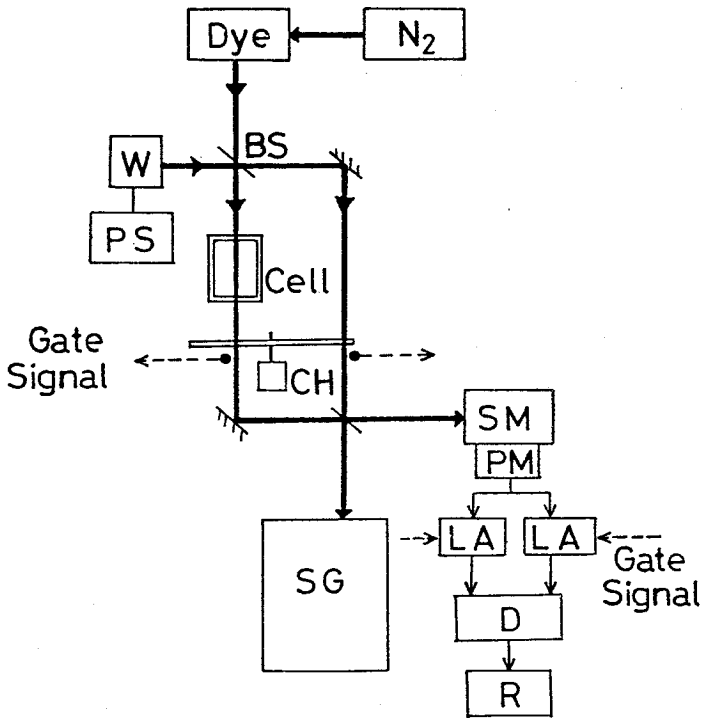 Dye
N2
BS
W
PS
Cell
Gate
Signal
CH
SM
PM
LA
LA
Gate
Signal
SG
D
R